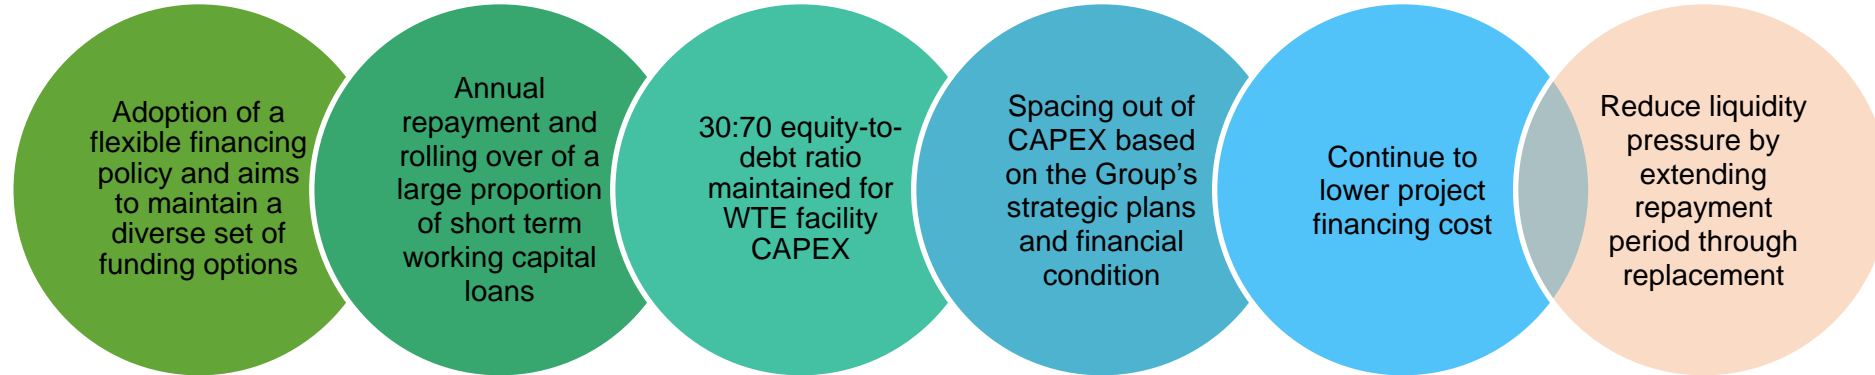 Adoption of a
flexible financing
policy and aims
to maintain a
diverse set of
funding options
Annual
repayment and
rolling over of a
large proportion
of short term
working capital
loans
30:70 equity-to-
debt ratio
maintained for
WTE facility
CAPEX
Spacing out of
CAPEX based
on the Group's
strategic plans
and financial
condition
Continue to
lower project
financing cost
Reduce liquidity
pressure by
extending
repayment
period through
replacement